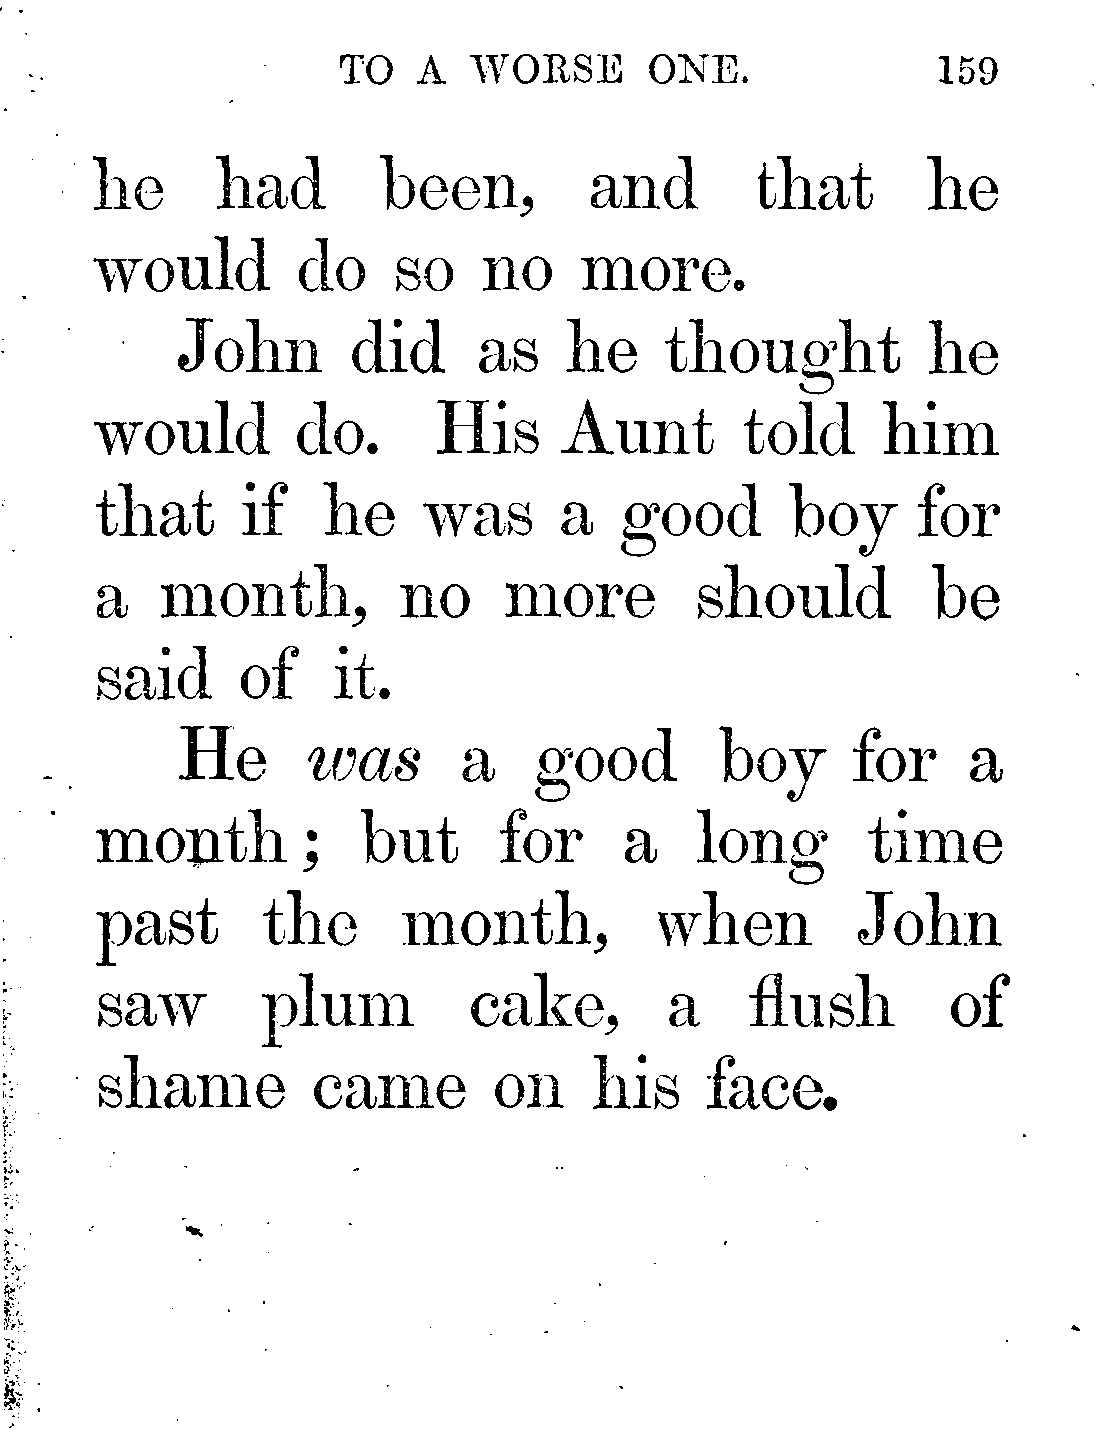 TO A WORSE ONE. 159
he had been, and that he
would do so no more.
John did as he thought he
would do. His Aunt told him
that if he was a good boy for
a month, no more should be
said of it.
He was a good boy for a
month; but for a long time
past the month, when John
saw plum cake, a flush of
shame came on his face.